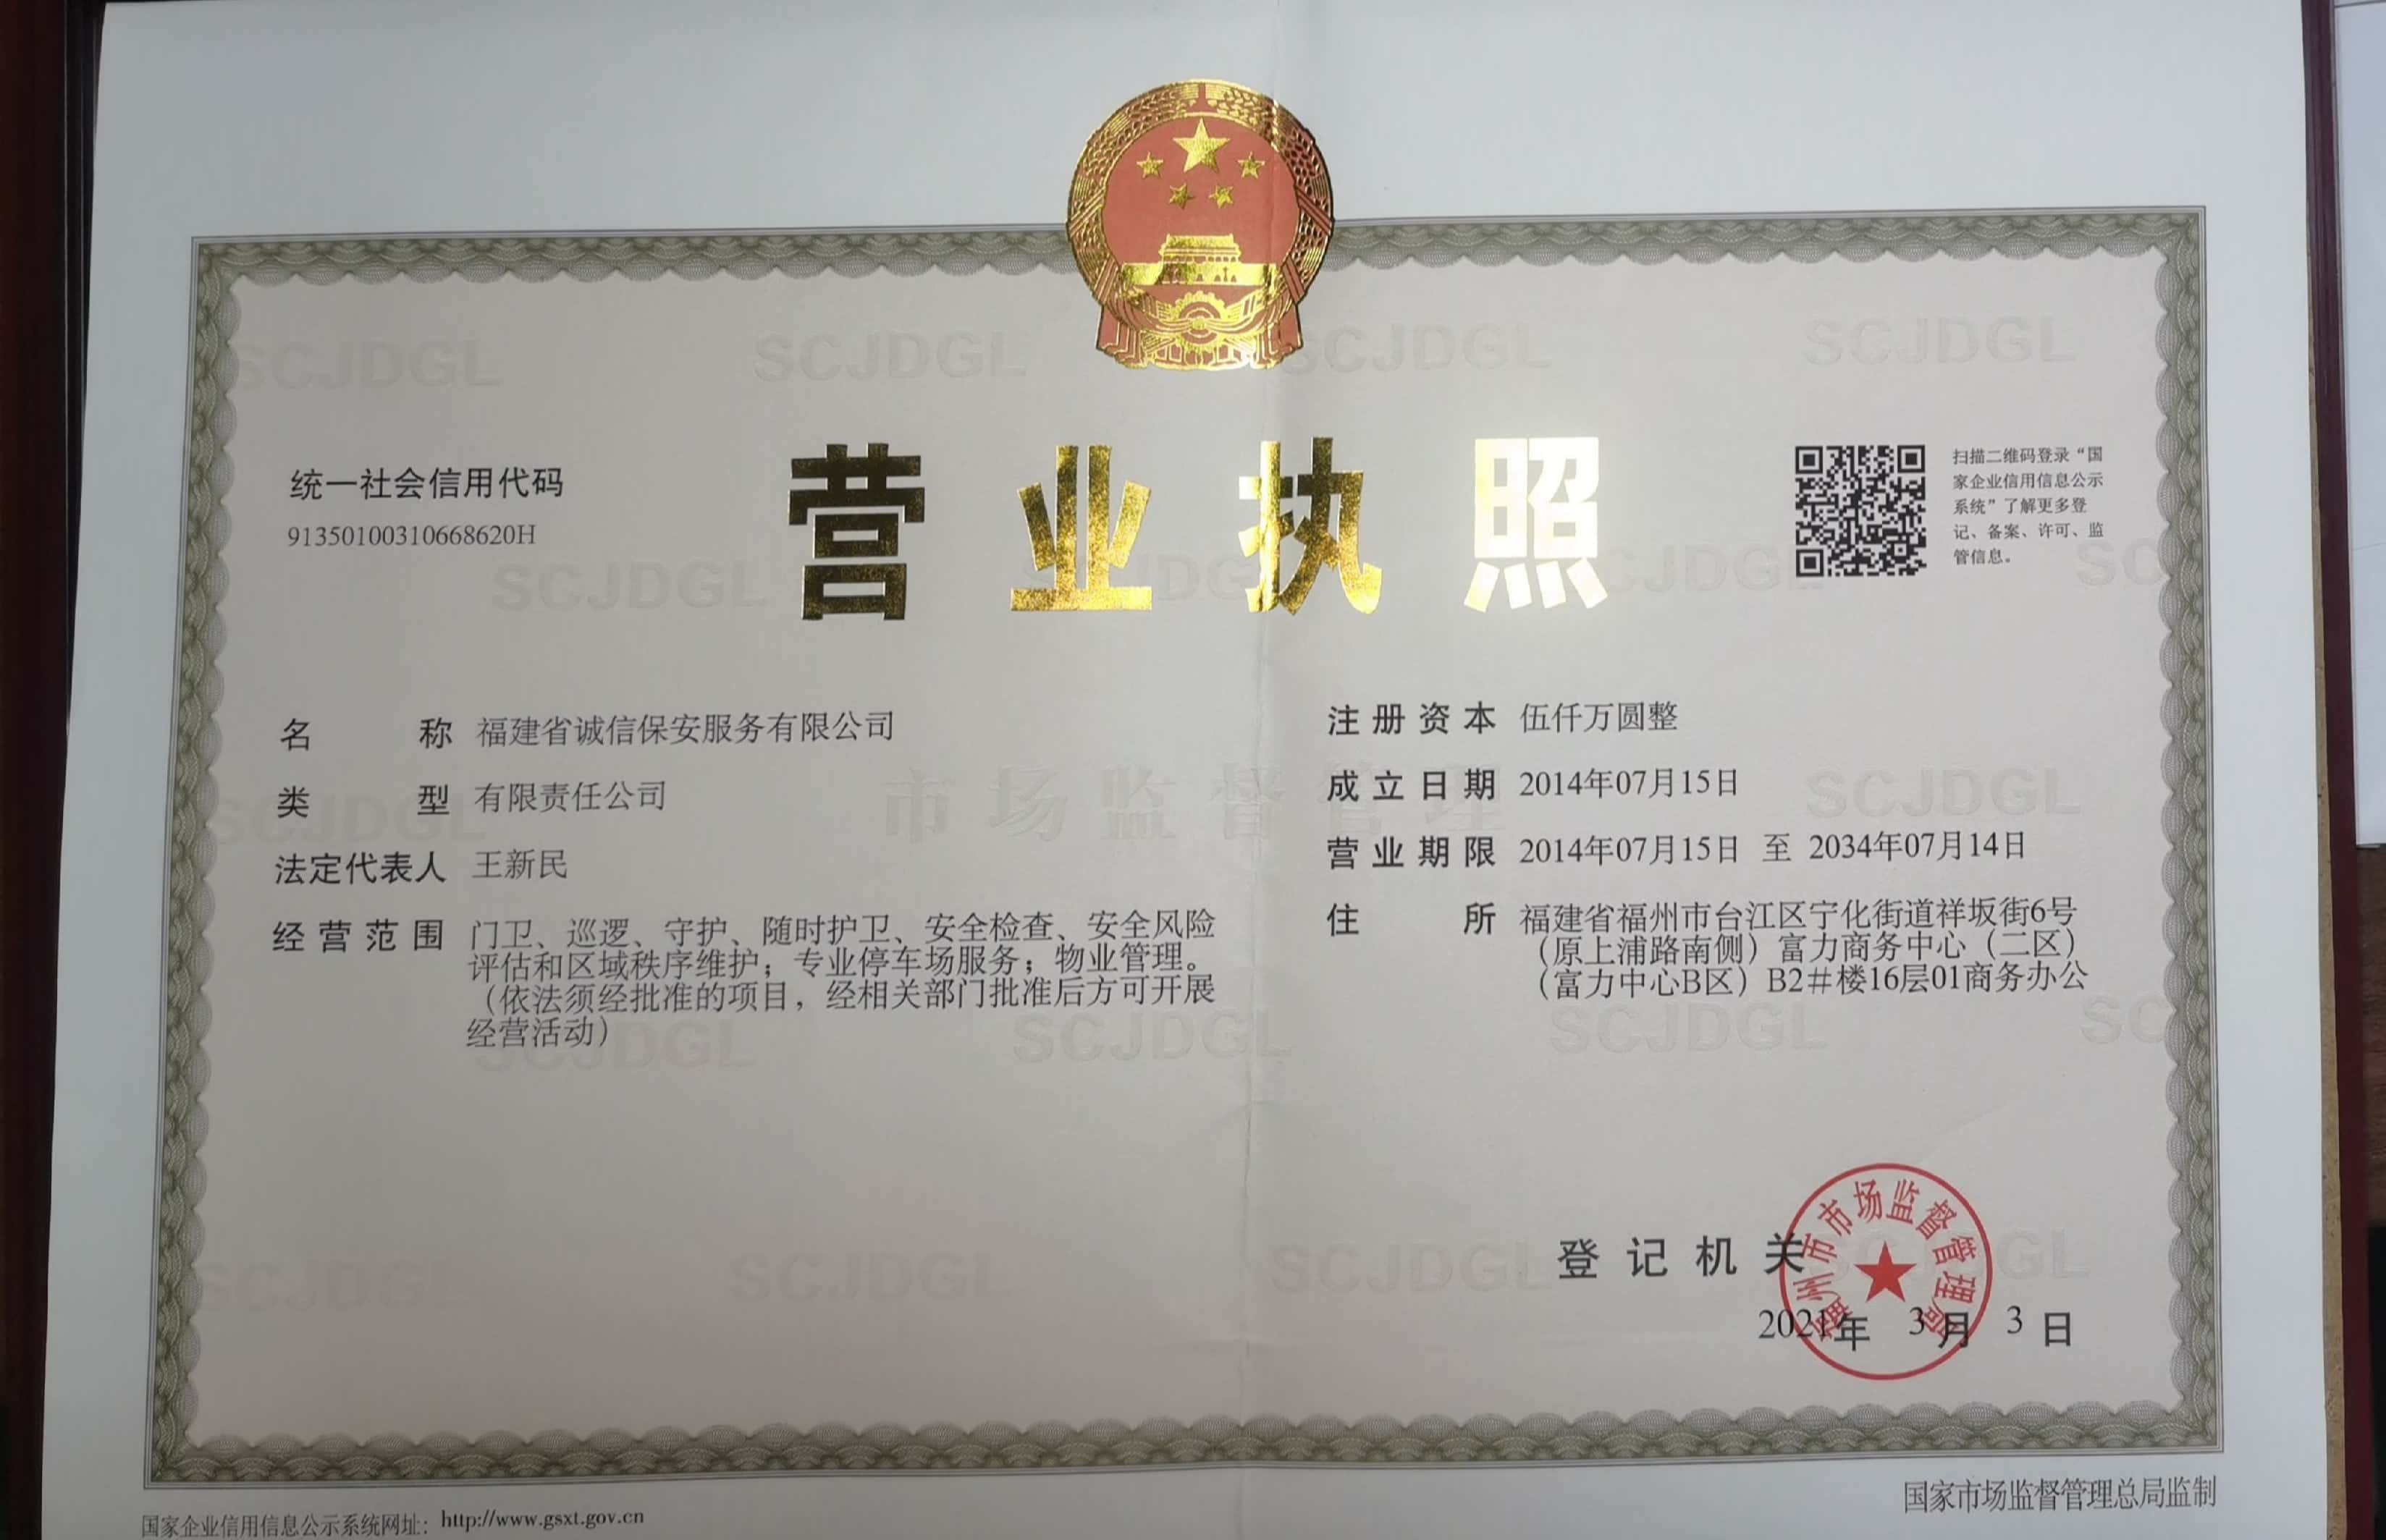 统一社会信用代码
91350100310668620H
营业执照
扫描二维码登录“国
家企业信用信息公示
系统”了解更多登
记、备案、许可、监
管信息。
名称 福建省诚信保安服务有限公司
类型 有限责任公司
法定代表人 王新民
经营范围 门卫、巡逻、守护、随时护卫、安全检查、安全风险
评估和区域秩序维护；专业停车场服务；物业管理。
（依法须经批准的项目，经相关部门批准后方可开展
经营活动）
注册资本 伍仟万圆整
成立日期 2014年07月15日
营业期限 2014年07月15日 至 2034年07月14日
住所 福建省福州市台江区宁化街道祥坂街6号
（原上浦路南侧）富力商务中心（二区）
（富力中心B区）B2＃楼16层01商务办公
市场监督管理
SCJDGL
登记机关
福州市市场监督管理局
2021年 3月 3日
国家企业信用信息公示系统网址：http://www.gsxt.gov.cn
国家市场监督管理总局监制